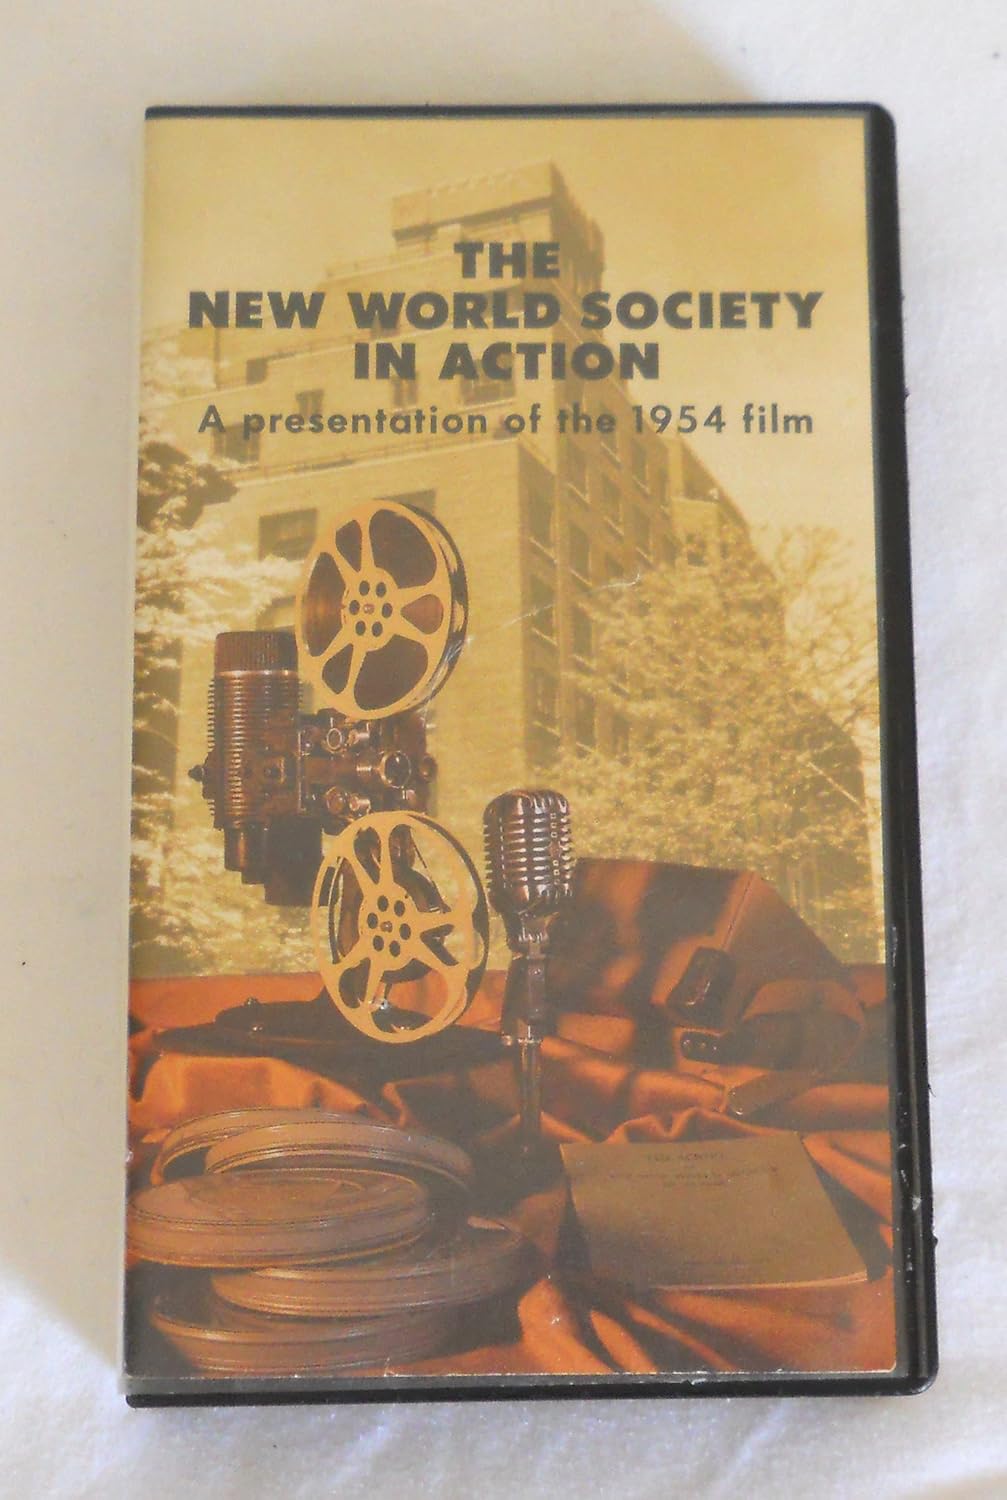 THE
NEW WORLD SOCIETY
IN ACTION
A presentation of the 1954 film